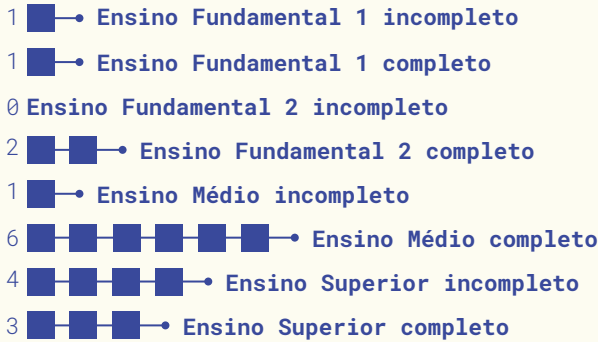 1 Ensino Fundamental 1 incompleto
1 Ensino Fundamental 1 completo
0 Ensino Fundamental 2 incompleto
2 Ensino Fundamental 2 completo
1 Ensino Médio incompleto
6 Ensino Médio completo
4 Ensino Superior incompleto
3 Ensino Superior completo